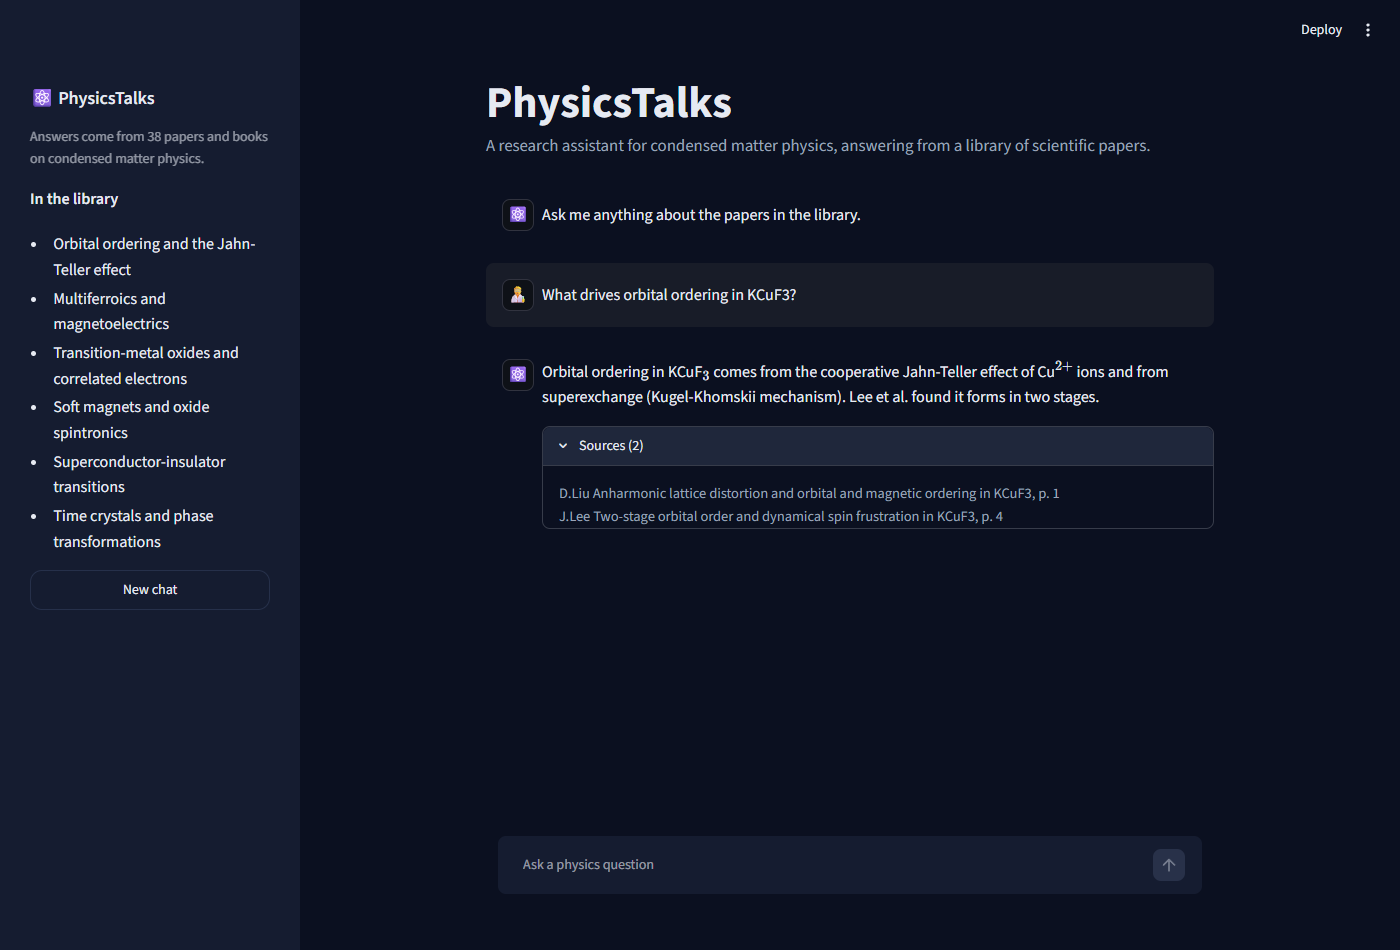 Deploy
PhysicsTalks
Answers come from 38 papers and books
on condensed matter physics.
In the library
• Orbital ordering and the Jahn-
Teller effect
• Multiferroics and
magnetoelectrics
• Transition-metal oxides and
correlated electrons
• Soft magnets and oxide
spintronics
• Superconductor-insulator
transitions
• Time crystals and phase
transformations
New chat
PhysicsTalks
A research assistant for condensed matter physics, answering from a library of scientific papers.
Ask me anything about the papers in the library.
What drives orbital ordering in KCuF3?
Orbital ordering in KCuF₃ comes from the cooperative Jahn-Teller effect of Cu²⁺ ions and from
superexchange (Kugel-Khomskii mechanism). Lee et al. found it forms in two stages.
Sources (2)
D.Liu Anharmonic lattice distortion and orbital and magnetic ordering in KCuF3, p. 1
J.Lee Two-stage orbital order and dynamical spin frustration in KCuF3, p. 4
Ask a physics question